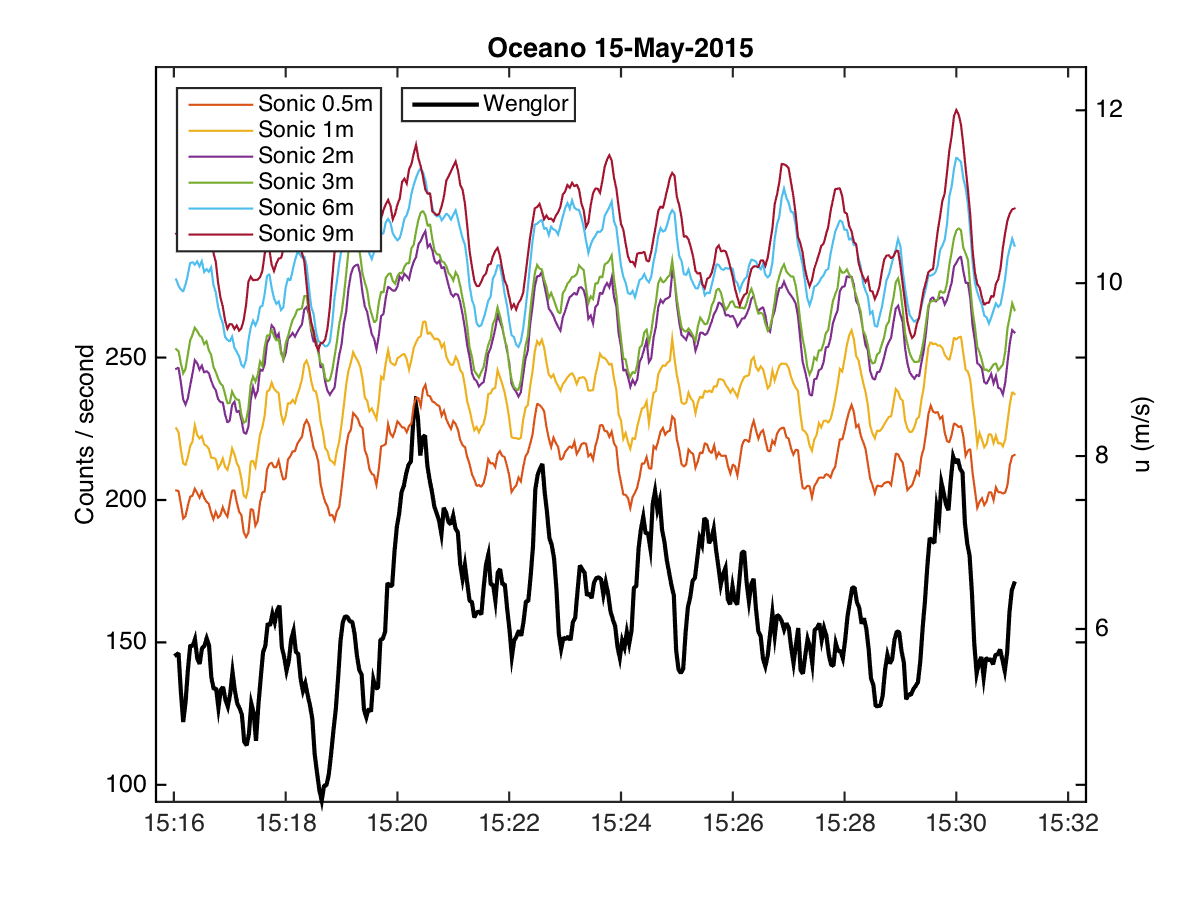 Oceano 15-May-2015
Sonic 0.5m
Sonic 1m
Sonic 2m
Sonic 3m
Sonic 6m
Sonic 9m
Wenglor
Counts / second
250
200
150
100
12
10
8
6
u (m/s)
15:16 15:18 15:20 15:22 15:24 15:26 15:28 15:30 15:32